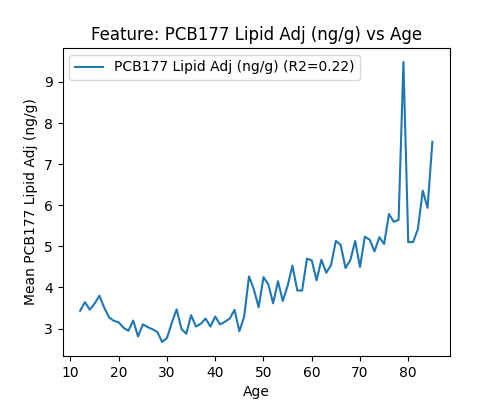 Feature: PCB177 Lipid Adj (ng/g) vs Age
PCB177 Lipid Adj (ng/g) (R2=0.22)
Mean PCB177 Lipid Adj (ng/g)
9
8
7
6
5
4
3
10 20 30 40 50 60 70 80
Age